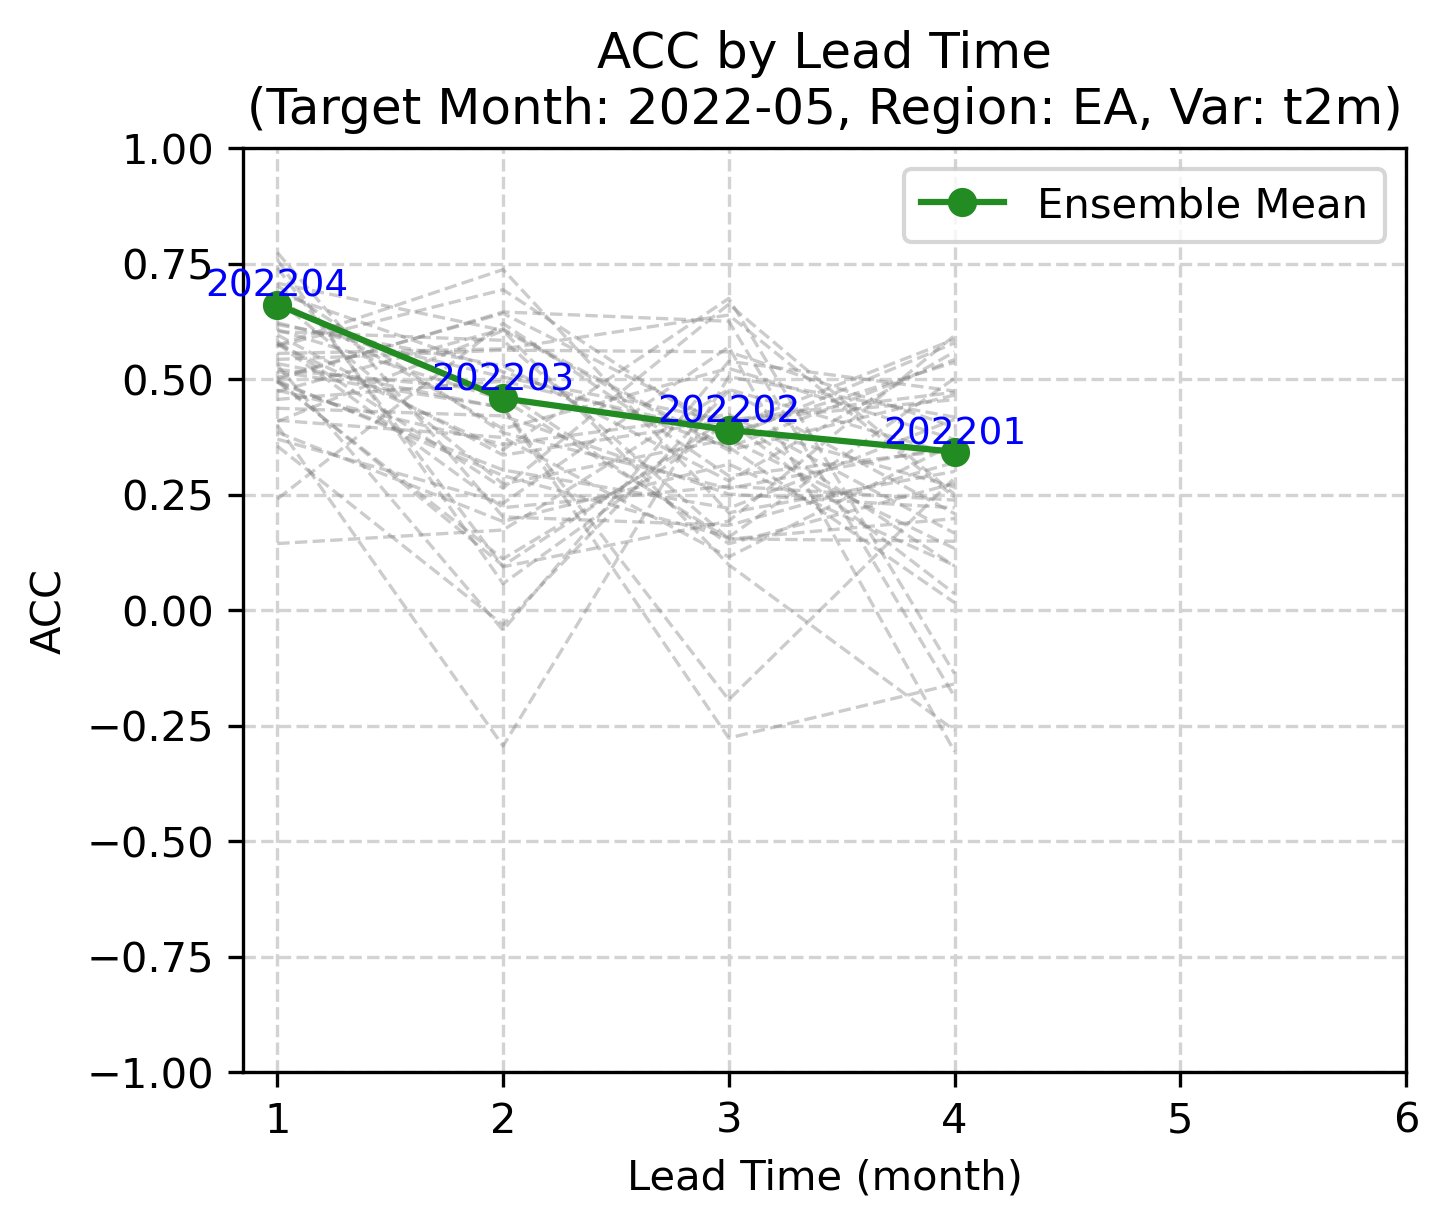 ACC by Lead Time
(Target Month: 2022-05, Region: EA, Var: t2m)
1.00
0.75
0.50
0.25
0.00
−0.25
−0.50
−0.75
−1.00
ACC
Ensemble Mean
202204
202203
202202
202201
1 2 3 4 5 6
Lead Time (month)